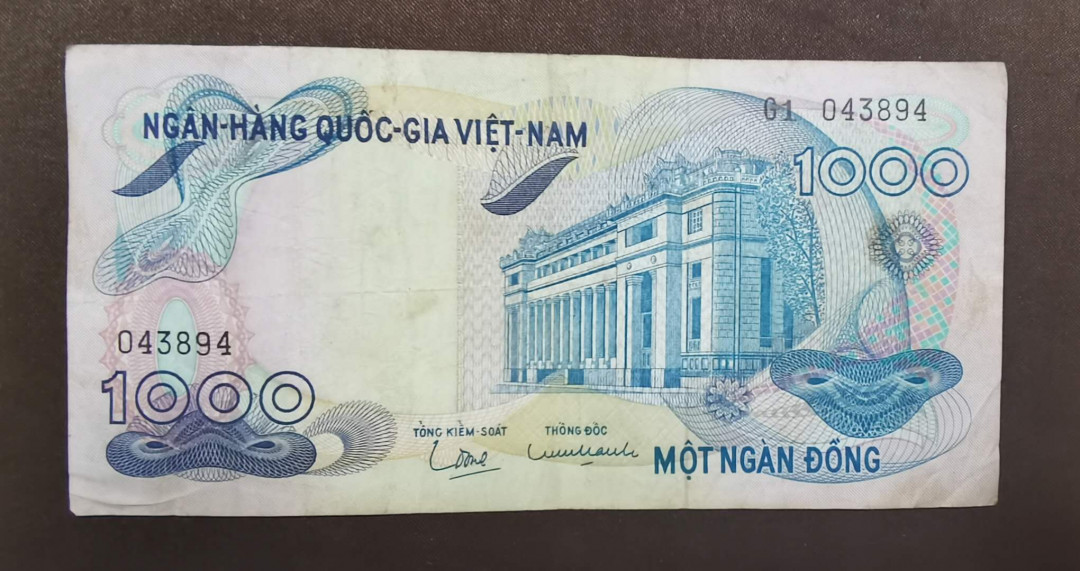 NGÂN-HÀNG QUỐC-GIA VIỆT-NAM
G1 043894
1000
043894
1000
TỔNG KIỂM-SOÁT
THỐNG ĐỐC
MỘT NGÀN ĐỒNG